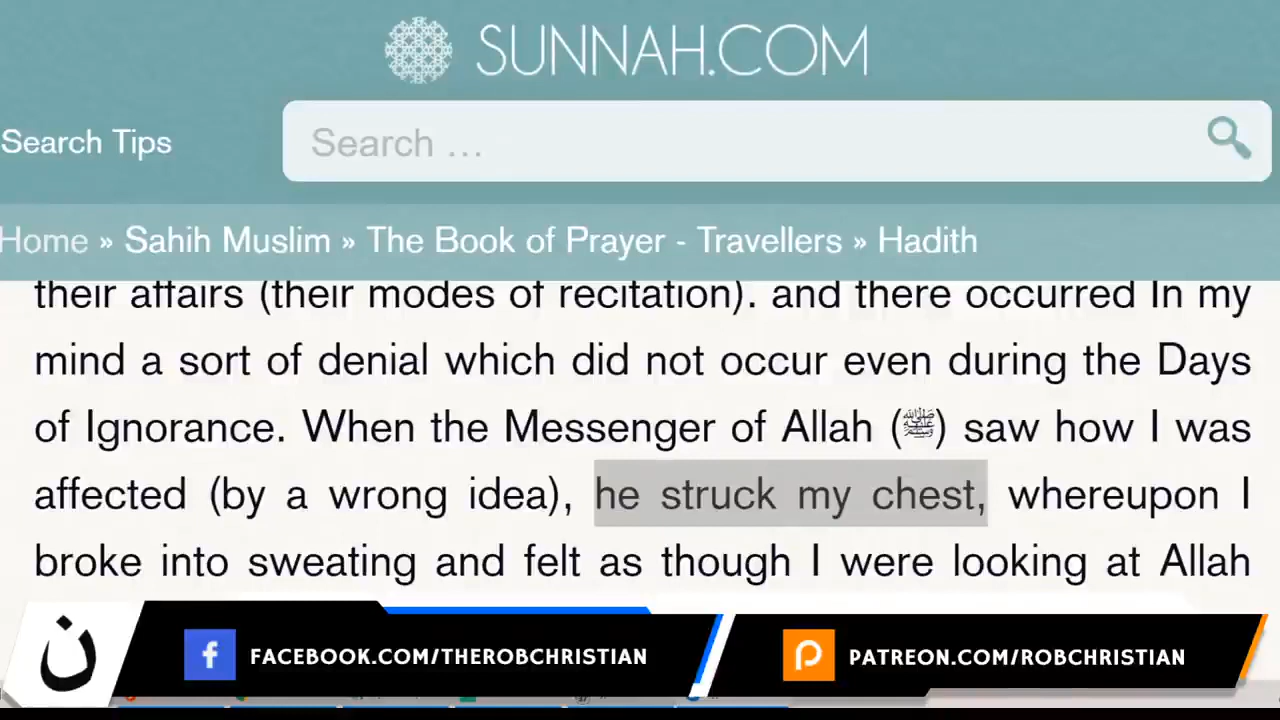 SUNNAH.COM
Search Tips
Search ...
Home » Sahih Muslim » The Book of Prayer - Travellers » Hadith
their affairs (their modes of recitation). and there occurred In my
mind a sort of denial which did not occur even during the Days
of Ignorance. When the Messenger of Allah (ﷺ) saw how I was
affected (by a wrong idea), he struck my chest, whereupon I
broke into sweating and felt as though I were looking at Allah
ن
f FACEBOOK.COM/THEROBCHRISTIAN
PATREON.COM/ROBCHRISTIAN